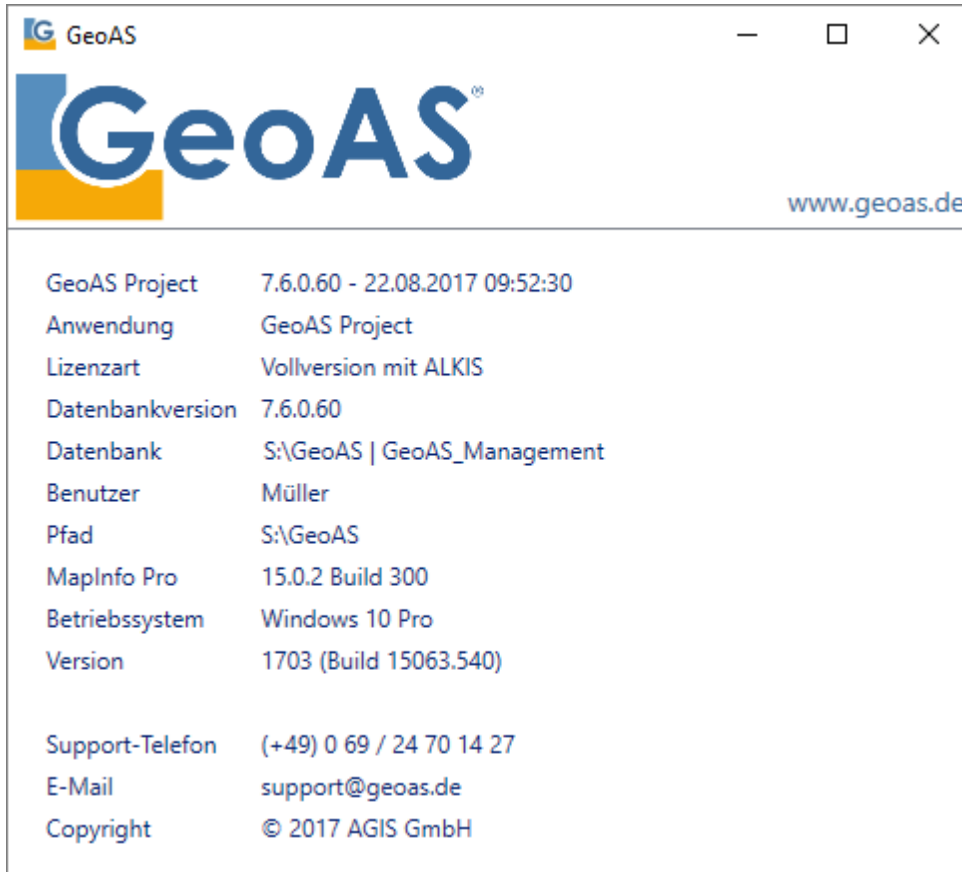 GeoAS
GeoAS®
www.geoas.de
GeoAS Project 7.6.0.60 - 22.08.2017 09:52:30
Anwendung GeoAS Project
Lizenzart Vollversion mit ALKIS
Datenbankversion 7.6.0.60
Datenbank S:\GeoAS | GeoAS_Management
Benutzer Müller
Pfad S:\GeoAS
MapInfo Pro 15.0.2 Build 300
Betriebssystem Windows 10 Pro
Version 1703 (Build 15063.540)
Support-Telefon (+49) 0 69 / 24 70 14 27
E-Mail support@geoas.de
Copyright © 2017 AGIS GmbH